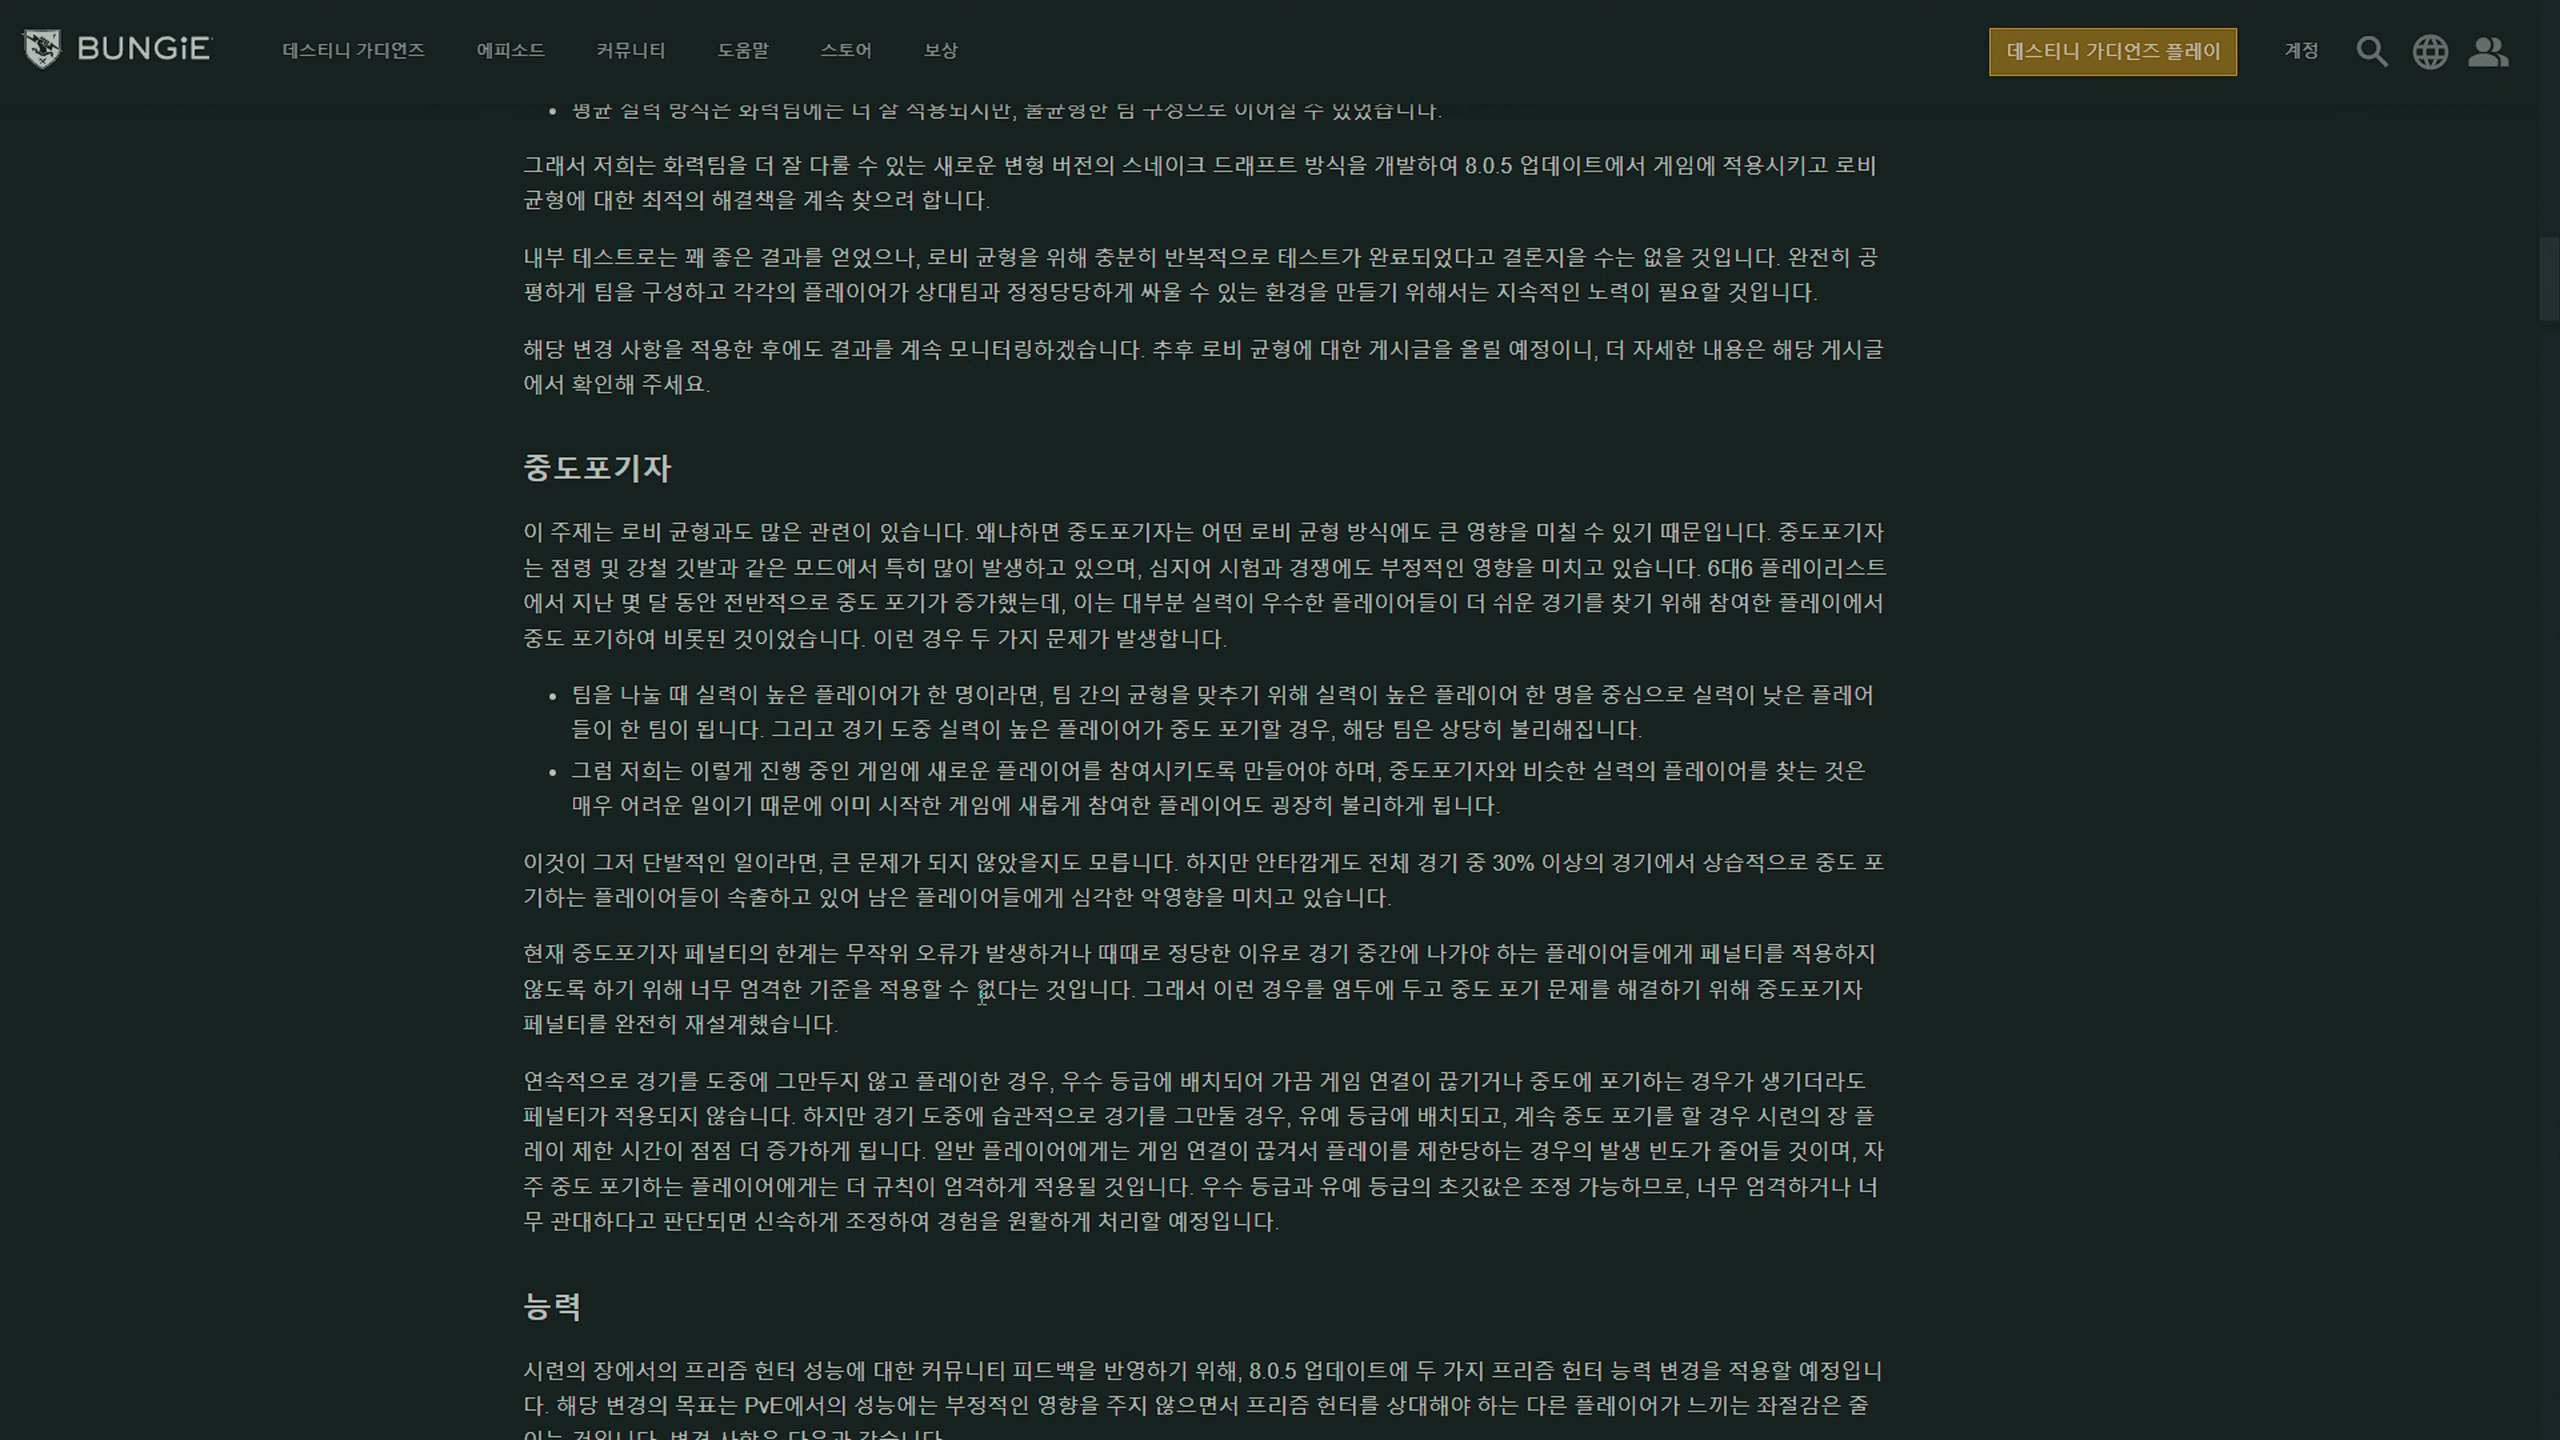 BUNGiE 데스티니 가디언즈 에피소드 커뮤니티 도움말 스토어 보상 데스티니 가디언즈 플레이 계정
• 평균 실력 방식은 화력팀에는 더 잘 적용되지만, 불균형한 팀 구성으로 이어질 수 있었습니다.
그래서 저희는 화력팀을 더 잘 다룰 수 있는 새로운 변형 버전의 스네이크 드래프트 방식을 개발하여 8.0.5 업데이트에서 게임에 적용시키고 로비
균형에 대한 최적의 해결책을 계속 찾으려 합니다.
내부 테스트로는 꽤 좋은 결과를 얻었으나, 로비 균형을 위해 충분히 반복적으로 테스트가 완료되었다고 결론지을 수는 없을 것입니다. 완전히 공
평하게 팀을 구성하고 각각의 플레이어가 상대팀과 정정당당하게 싸울 수 있는 환경을 만들기 위해서는 지속적인 노력이 필요할 것입니다.
해당 변경 사항을 적용한 후에도 결과를 계속 모니터링하겠습니다. 추후 로비 균형에 대한 게시글을 올릴 예정이니, 더 자세한 내용은 해당 게시글
에서 확인해 주세요.
중도포기자
이 주제는 로비 균형과도 많은 관련이 있습니다. 왜냐하면 중도포기자는 어떤 로비 균형 방식에도 큰 영향을 미칠 수 있기 때문입니다. 중도포기자
는 점령 및 강철 깃발과 같은 모드에서 특히 많이 발생하고 있으며, 심지어 시험과 경쟁에도 부정적인 영향을 미치고 있습니다. 6대6 플레이리스트
에서 지난 몇 달 동안 전반적으로 중도 포기가 증가했는데, 이는 대부분 실력이 우수한 플레이어들이 더 쉬운 경기를 찾기 위해 참여한 플레이에서
중도 포기하여 비롯된 것이었습니다. 이런 경우 두 가지 문제가 발생합니다.
• 팀을 나눌 때 실력이 높은 플레이어가 한 명이라면, 팀 간의 균형을 맞추기 위해 실력이 높은 플레이어 한 명을 중심으로 실력이 낮은 플레이어
들이 한 팀이 됩니다. 그리고 경기 도중 실력이 높은 플레이어가 중도 포기할 경우, 해당 팀은 상당히 불리해집니다.
• 그럼 저희는 이렇게 진행 중인 게임에 새로운 플레이어를 참여시키도록 만들어야 하며, 중도포기자와 비슷한 실력의 플레이어를 찾는 것은
매우 어려운 일이기 때문에 이미 시작한 게임에 새롭게 참여한 플레이어도 굉장히 불리하게 됩니다.
이것이 그저 단발적인 일이라면, 큰 문제가 되지 않았을지도 모릅니다. 하지만 안타깝게도 전체 경기 중 30% 이상의 경기에서 상습적으로 중도 포
기하는 플레이어들이 속출하고 있어 남은 플레이어들에게 심각한 악영향을 미치고 있습니다.
현재 중도포기자 페널티의 한계는 무작위 오류가 발생하거나 때때로 정당한 이유로 경기 중간에 나가야 하는 플레이어들에게 페널티를 적용하지
않도록 하기 위해 너무 엄격한 기준을 적용할 수 없다는 것입니다. 그래서 이런 경우를 염두에 두고 중도 포기 문제를 해결하기 위해 중도포기자
페널티를 완전히 재설계했습니다.
연속적으로 경기를 도중에 그만두지 않고 플레이한 경우, 우수 등급에 배치되어 가끔 게임 연결이 끊기거나 중도에 포기하는 경우가 생기더라도
페널티가 적용되지 않습니다. 하지만 경기 도중에 습관적으로 경기를 그만둘 경우, 유예 등급에 배치되고, 계속 중도 포기를 할 경우 시련의 장 플
레이 제한 시간이 점점 더 증가하게 됩니다. 일반 플레이어에게는 게임 연결이 끊겨서 플레이를 제한당하는 경우의 발생 빈도가 줄어들 것이며, 자
주 중도 포기하는 플레이어에게는 더 규칙이 엄격하게 적용될 것입니다. 우수 등급과 유예 등급의 초깃값은 조정 가능하므로, 너무 엄격하거나 너
무 관대하다고 판단되면 신속하게 조정하여 경험을 원활하게 처리할 예정입니다.
능력
시련의 장에서의 프리즘 헌터 성능에 대한 커뮤니티 피드백을 반영하기 위해, 8.0.5 업데이트에 두 가지 프리즘 헌터 능력 변경을 적용할 예정입니
다. 해당 변경의 목표는 PvE에서의 성능에는 부정적인 영향을 주지 않으면서 프리즘 헌터를 상대해야 하는 다른 플레이어가 느끼는 좌절감은 줄
이는 것입니다. 변경 사항은 다음과 같습니다.